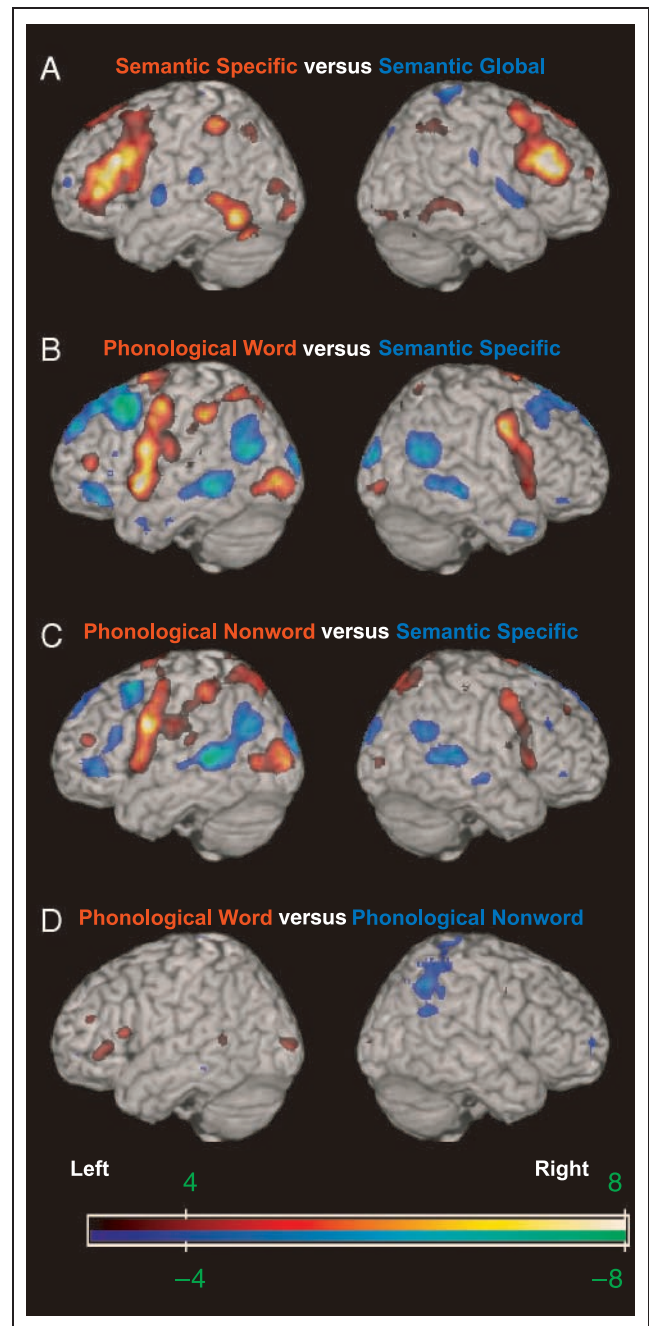 A Semantic Specific versus Semantic Global
B Phonological Word versus Semantic Specific
C Phonological Nonword versus Semantic Specific
D Phonological Word versus Phonological Nonword
Left Right
4 8
−4 −8